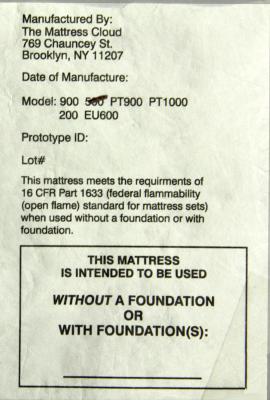 Manufactured By:
The Mattress Cloud
769 Chauncey St.
Brooklyn, NY 11207
Date of Manufacture:
Model: 900 500 PT900 PT1000
200 EU600
Prototype ID:
Lot#
This mattress meets the requirments of
16 CFR Part 1633 (federal flammability
(open flame) standard for mattress sets)
when used without a foundation or with
foundation.
THIS MATTRESS
IS INTENDED TO BE USED
WITHOUT A FOUNDATION
OR
WITH FOUNDATION(S):